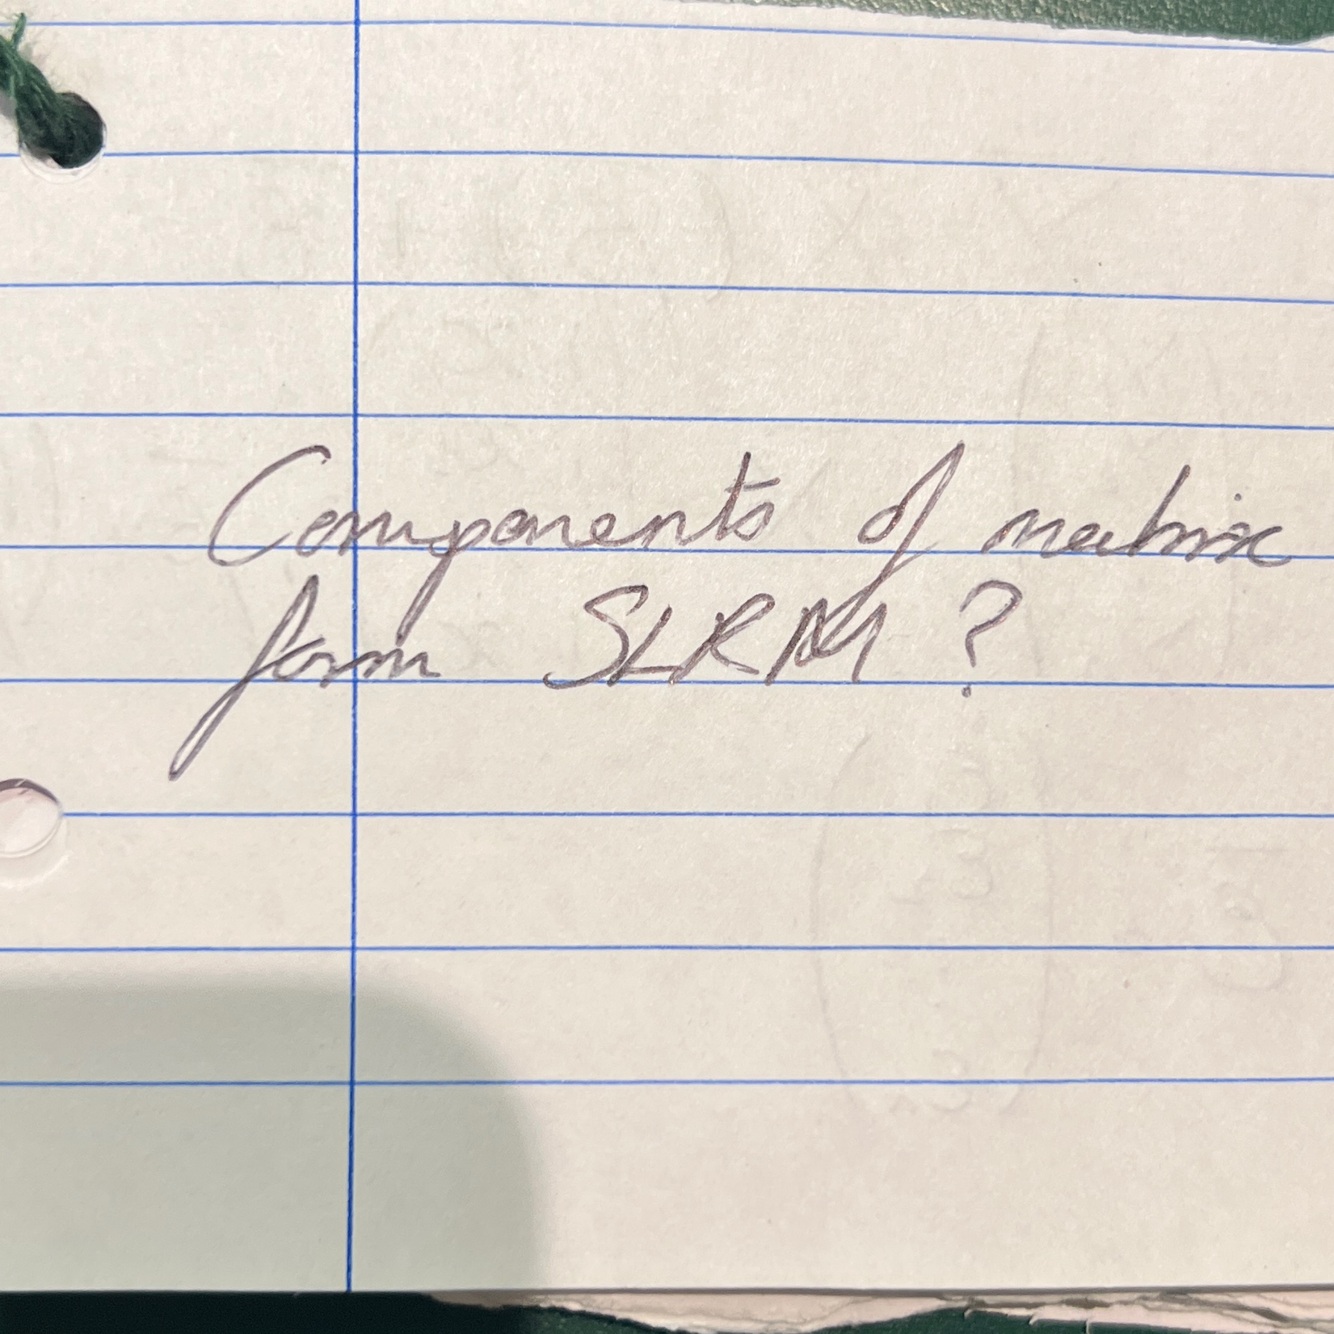 Components of matrix
form SLRM ?